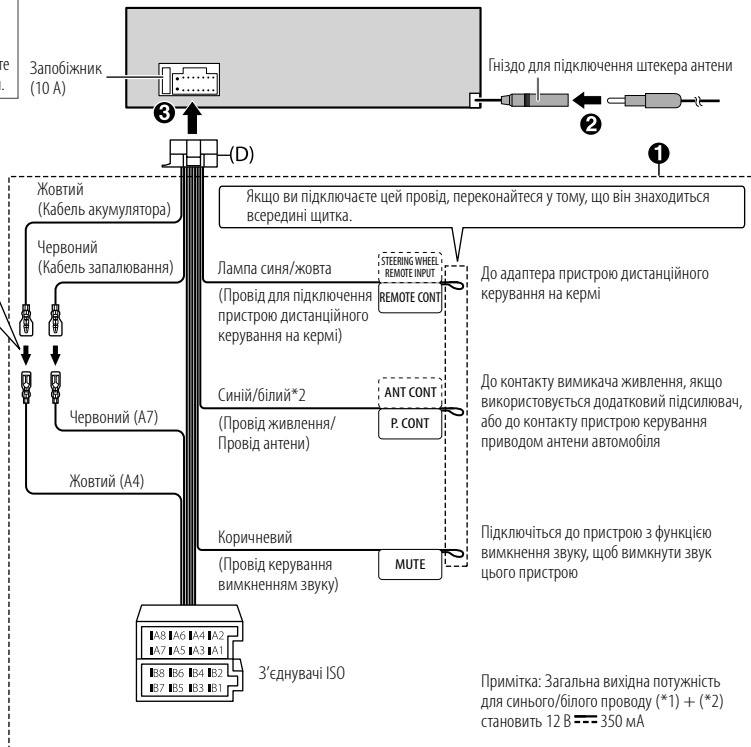 те
и.
Запобіжник
(10 А)
Гніздо для підключення штекера антени
3
2
(D)
1
Жовтий
(Кабель акумулятора)
Якщо ви підключаєте цей провід, переконайтеся у тому, що він знаходиться
всередині щитка.
Червоний
(Кабель запалювання)
Лампа синя/жовта
(Провід для підключення
пристрою дистанційного
керування на кермі)
STEERING WHEEL
REMOTE INPUT
REMOTE CONT
До адаптера пристрою дистанційного
керування на кермі
Синій/білий*2
(Провід живлення/
Провід антени)
ANT CONT
P. CONT
До контакту вимикача живлення, якщо
використовується додатковий підсилювач,
або до контакту пристрою керування
приводом антени автомобіля
Червоний (A7)
Жовтий (A4)
Коричневий
(Провід керування
вимкненням звуку)
MUTE
Підключіться до пристрою з функцією
вимкнення звуку, щоб вимкнути звук
цього пристрою
A8 A6 A4 A2
A7 A5 A3 A1
B8 B6 B4 B2
B7 B5 B3 B1
З’єднувачі ISO
Примітка: Загальна вихідна потужність
для синього/білого проводу (*1) + (*2)
становить 12 В ⎓ 350 мА